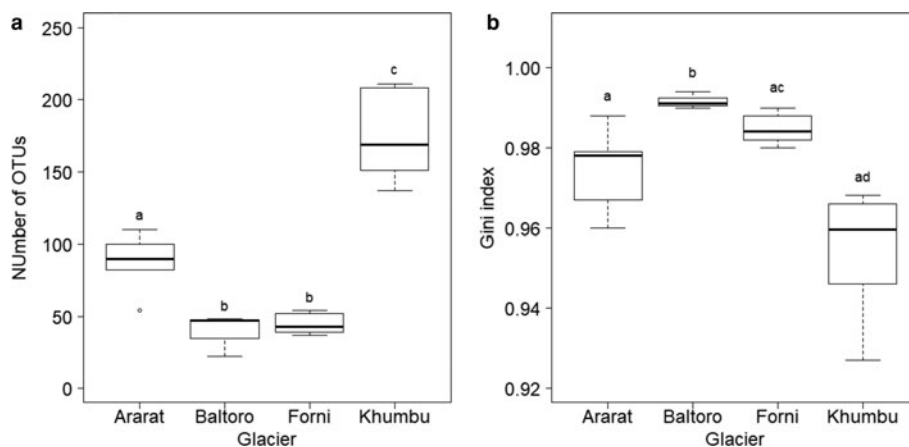 a
250
200
150
100
50
0
NUmber of OTUs
a
b
b
c
Ararat Baltoro Forni Khumbu
Glacier
b
1.00
0.98
0.96
0.94
0.92
Gini index
a
b
ac
ad
Ararat Baltoro Forni Khumbu
Glacier